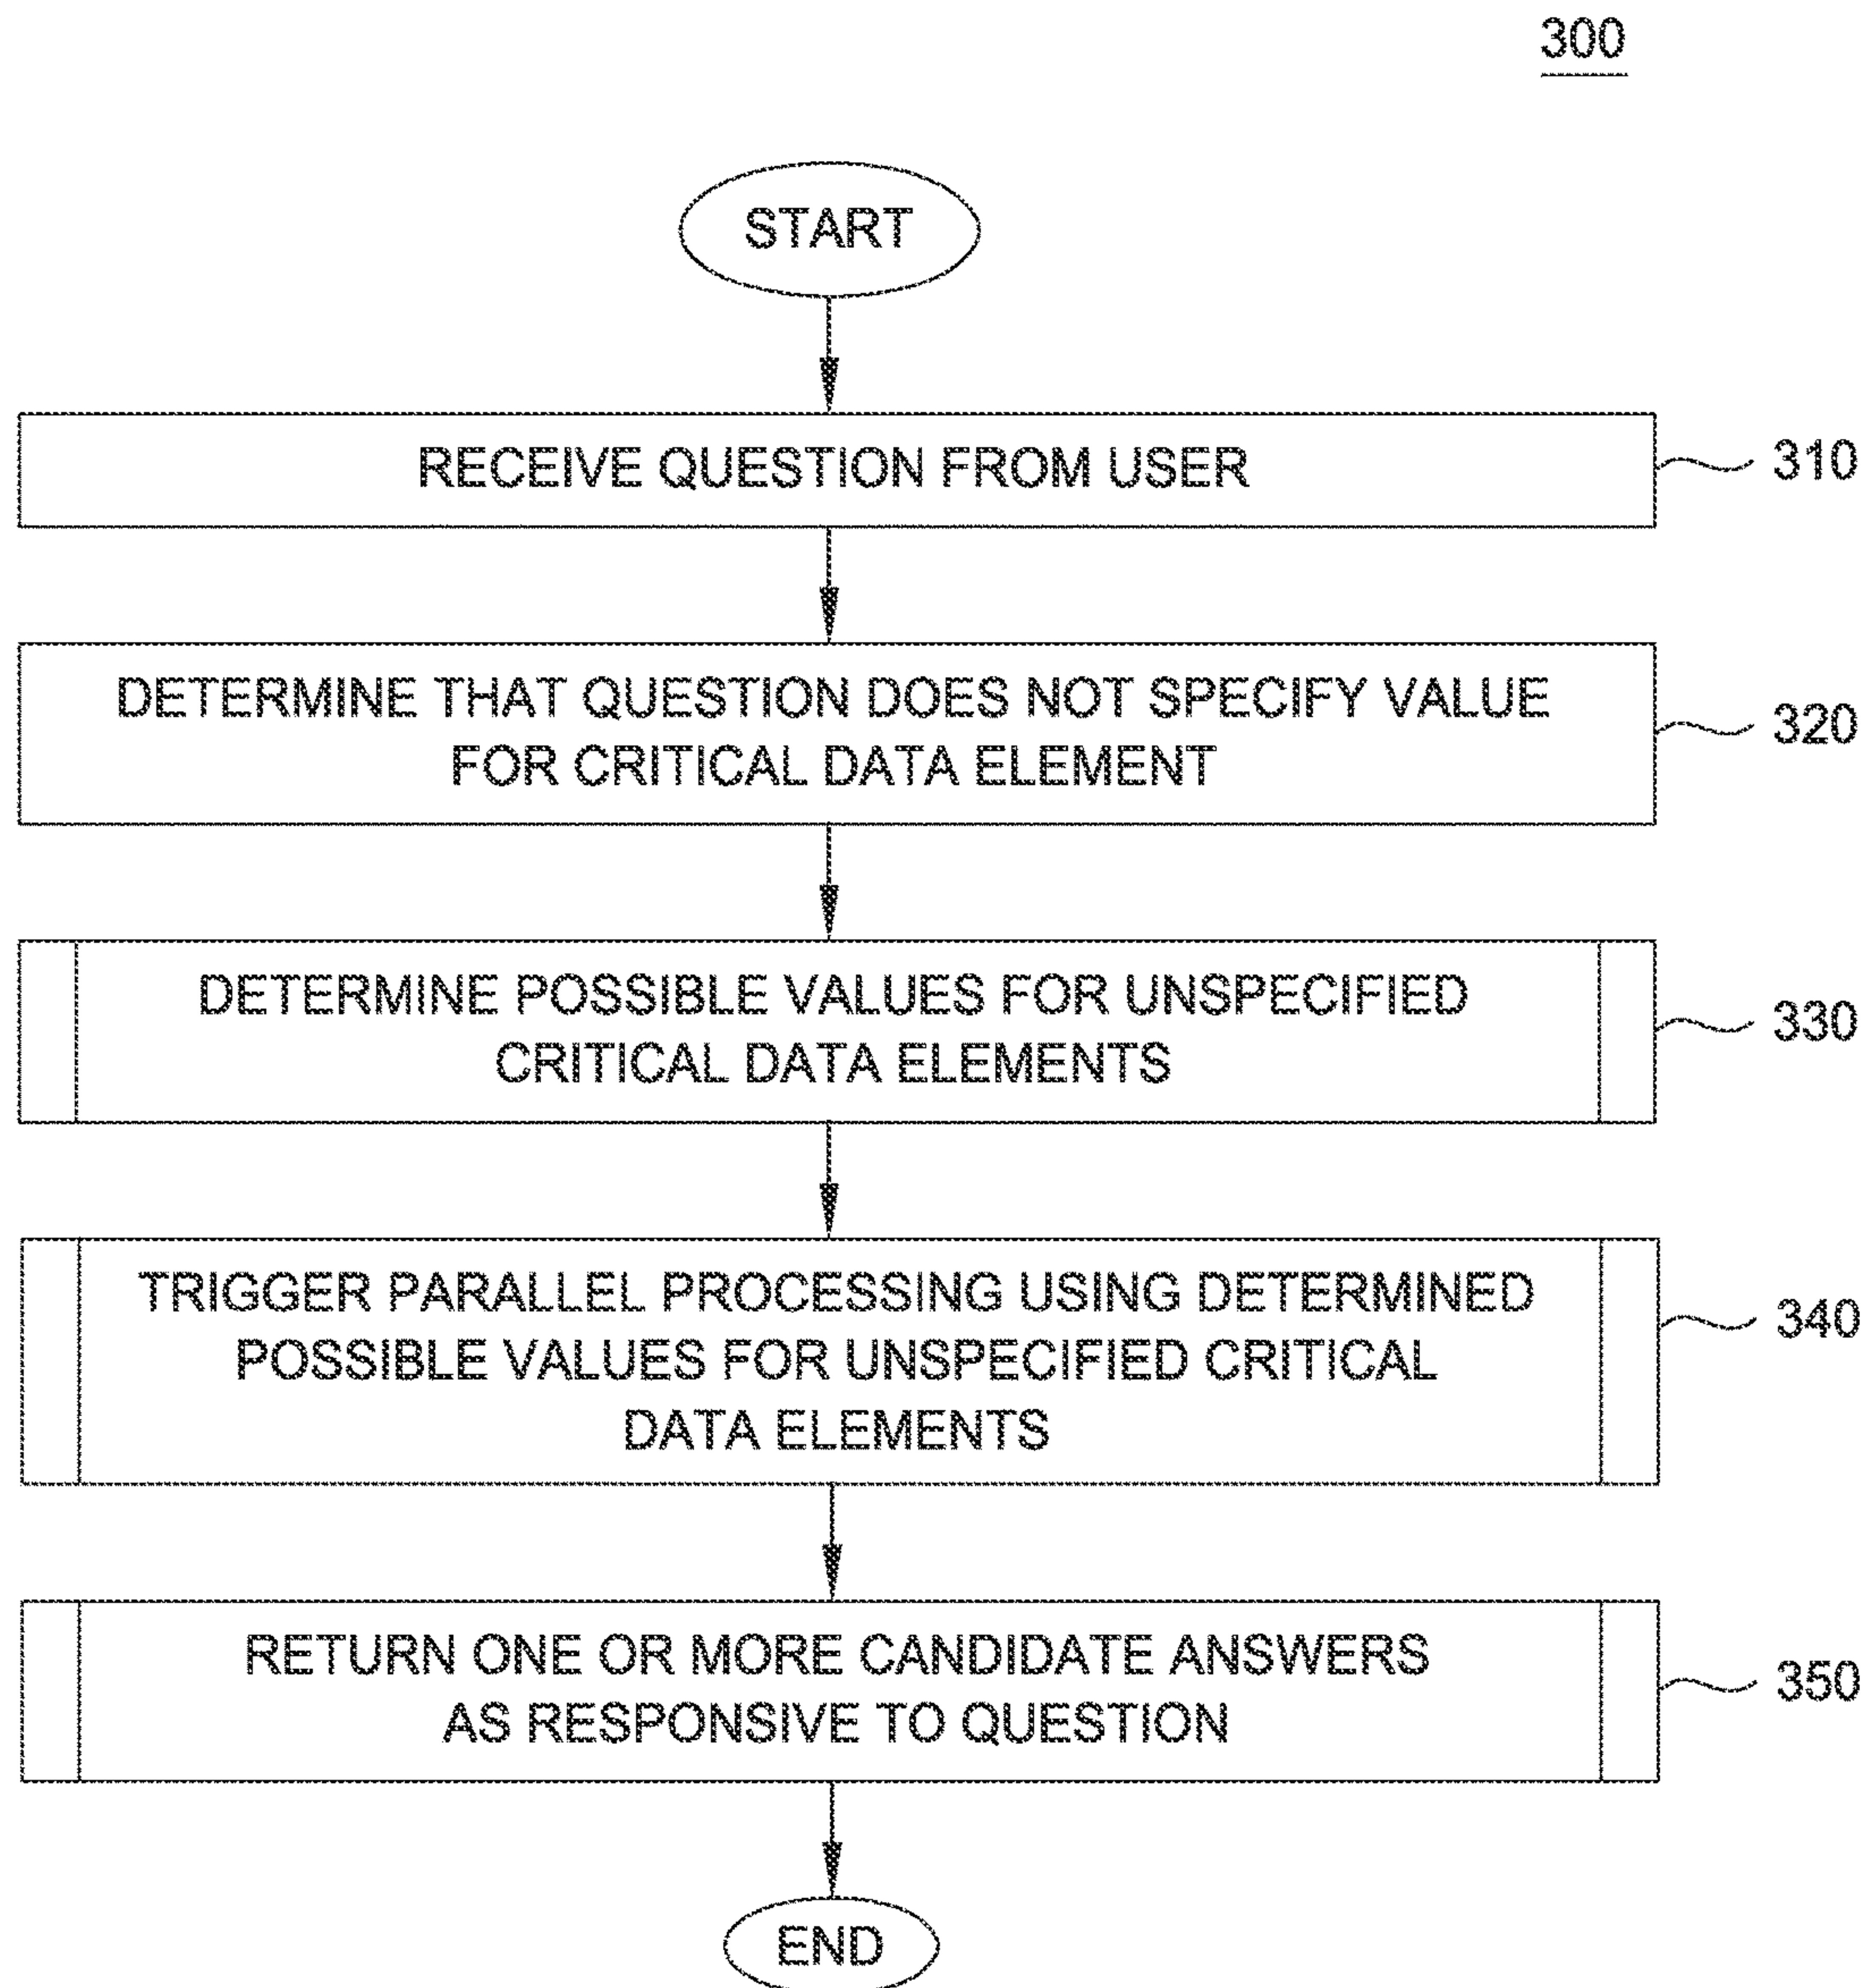 300
START
RECEIVE QUESTION FROM USER
310
DETERMINE THAT QUESTION DOES NOT SPECIFY VALUE
FOR CRITICAL DATA ELEMENT
320
DETERMINE POSSIBLE VALUES FOR UNSPECIFIED
CRITICAL DATA ELEMENTS
330
TRIGGER PARALLEL PROCESSING USING DETERMINED
POSSIBLE VALUES FOR UNSPECIFIED CRITICAL
DATA ELEMENTS
340
RETURN ONE OR MORE CANDIDATE ANSWERS
AS RESPONSIVE TO QUESTION
350
END